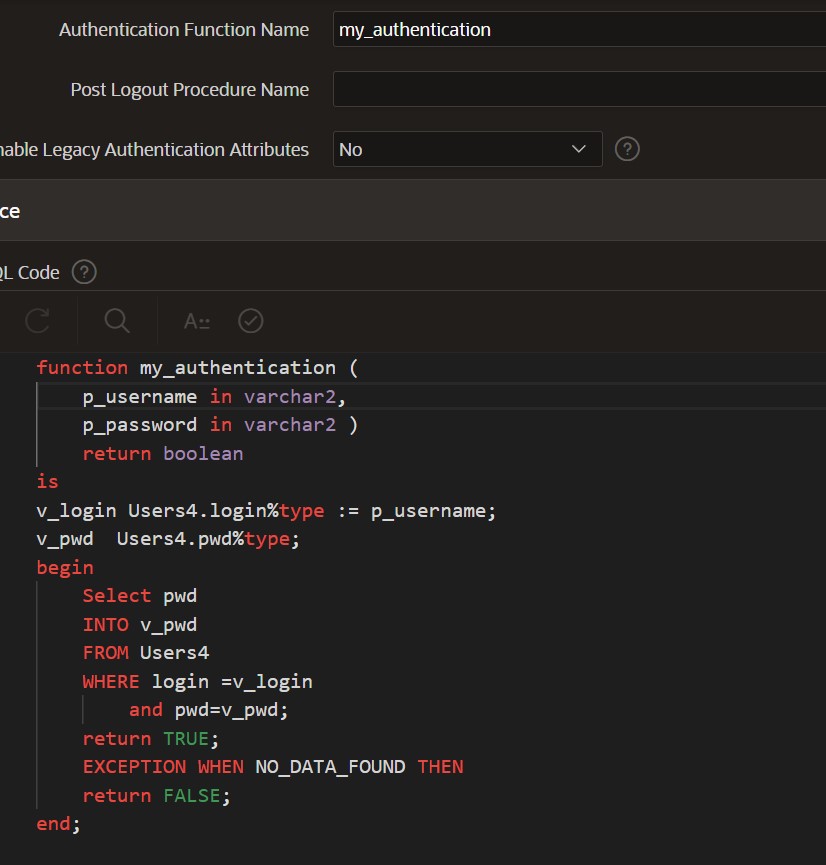 Authentication Function Name my_authentication
Post Logout Procedure Name
nable Legacy Authentication Attributes No
ce
QL Code
function my_authentication (
p_username in varchar2,
p_password in varchar2 )
return boolean
is
v_login Users4.login%type := p_username;
v_pwd  Users4.pwd%type;
begin
Select pwd
INTO v_pwd
FROM Users4
WHERE login =v_login
and pwd=v_pwd;
return TRUE;
EXCEPTION WHEN NO_DATA_FOUND THEN
return FALSE;
end;